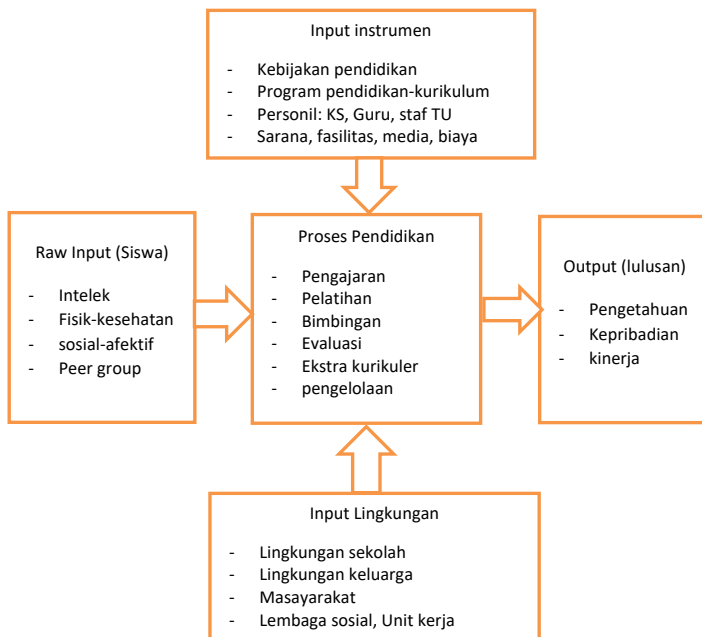 Input instrumen
- Kebijakan pendidikan
- Program pendidikan-kurikulum
- Personil: KS, Guru, staf TU
- Sarana, fasilitas, media, biaya
Raw Input (Siswa)
- Intelek
- Fisik-kesehatan
- sosial-afektif
- Peer group
Proses Pendidikan
- Pengajaran
- Pelatihan
- Bimbingan
- Evaluasi
- Ekstra kurikuler
- pengelolaan
Output (lulusan)
- Pengetahuan
- Kepribadian
- kinerja
Input Lingkungan
- Lingkungan sekolah
- Lingkungan keluarga
- Masayarakat
- Lembaga sosial, Unit kerja